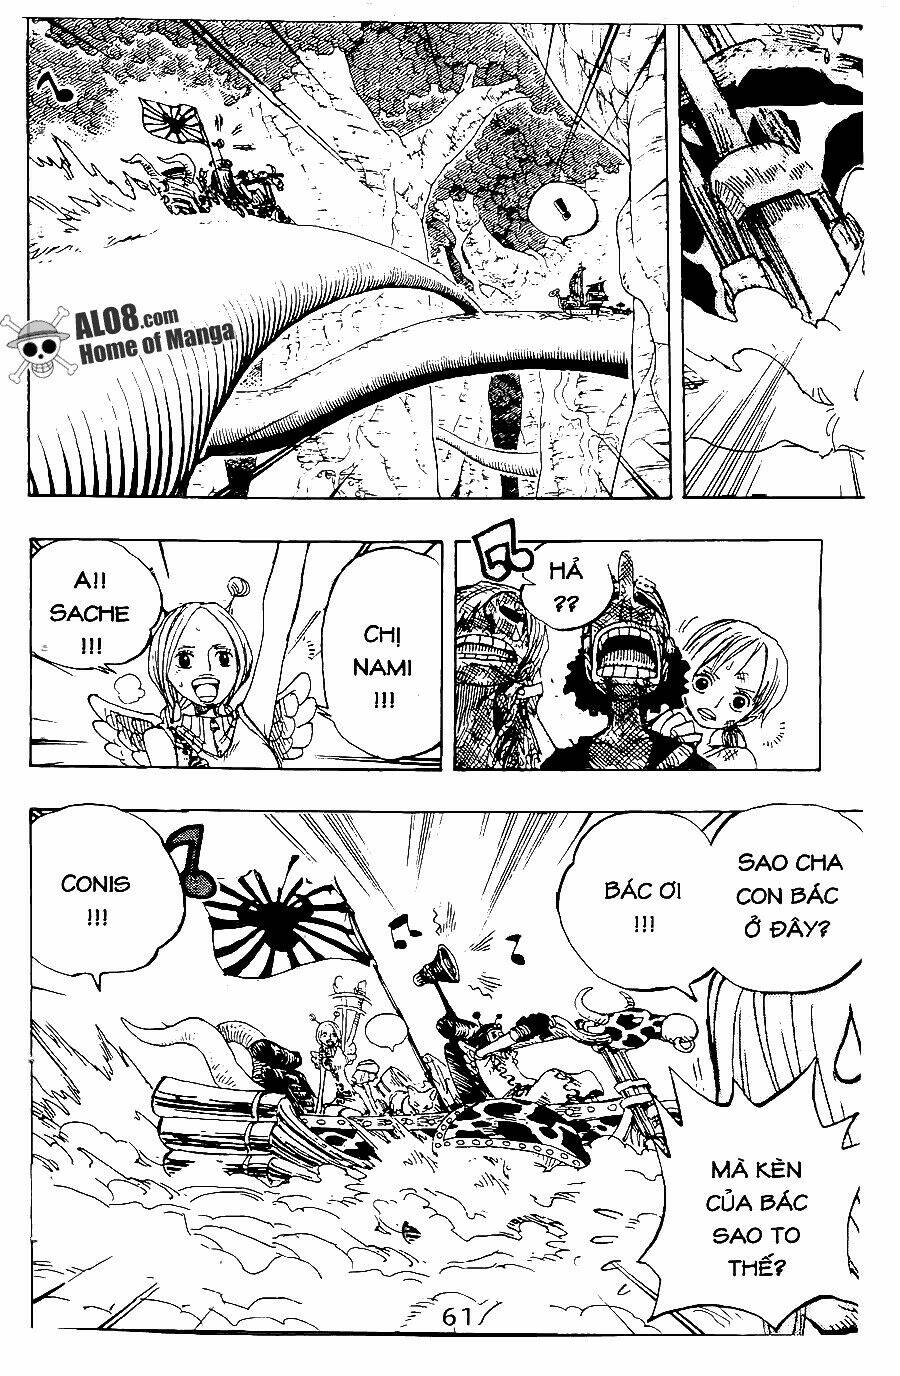 !
AL08.com
Home of Manga
A!!
SACHE
!!!
CHỊ
NAMI
!!!
HẢ
??
CONIS
!!!
BÁC ƠI
!!!
SAO CHA
CON BÁC
Ở ĐÂY?
MÀ KÈN
CỦA BÁC
SAO TO
THẾ?
61